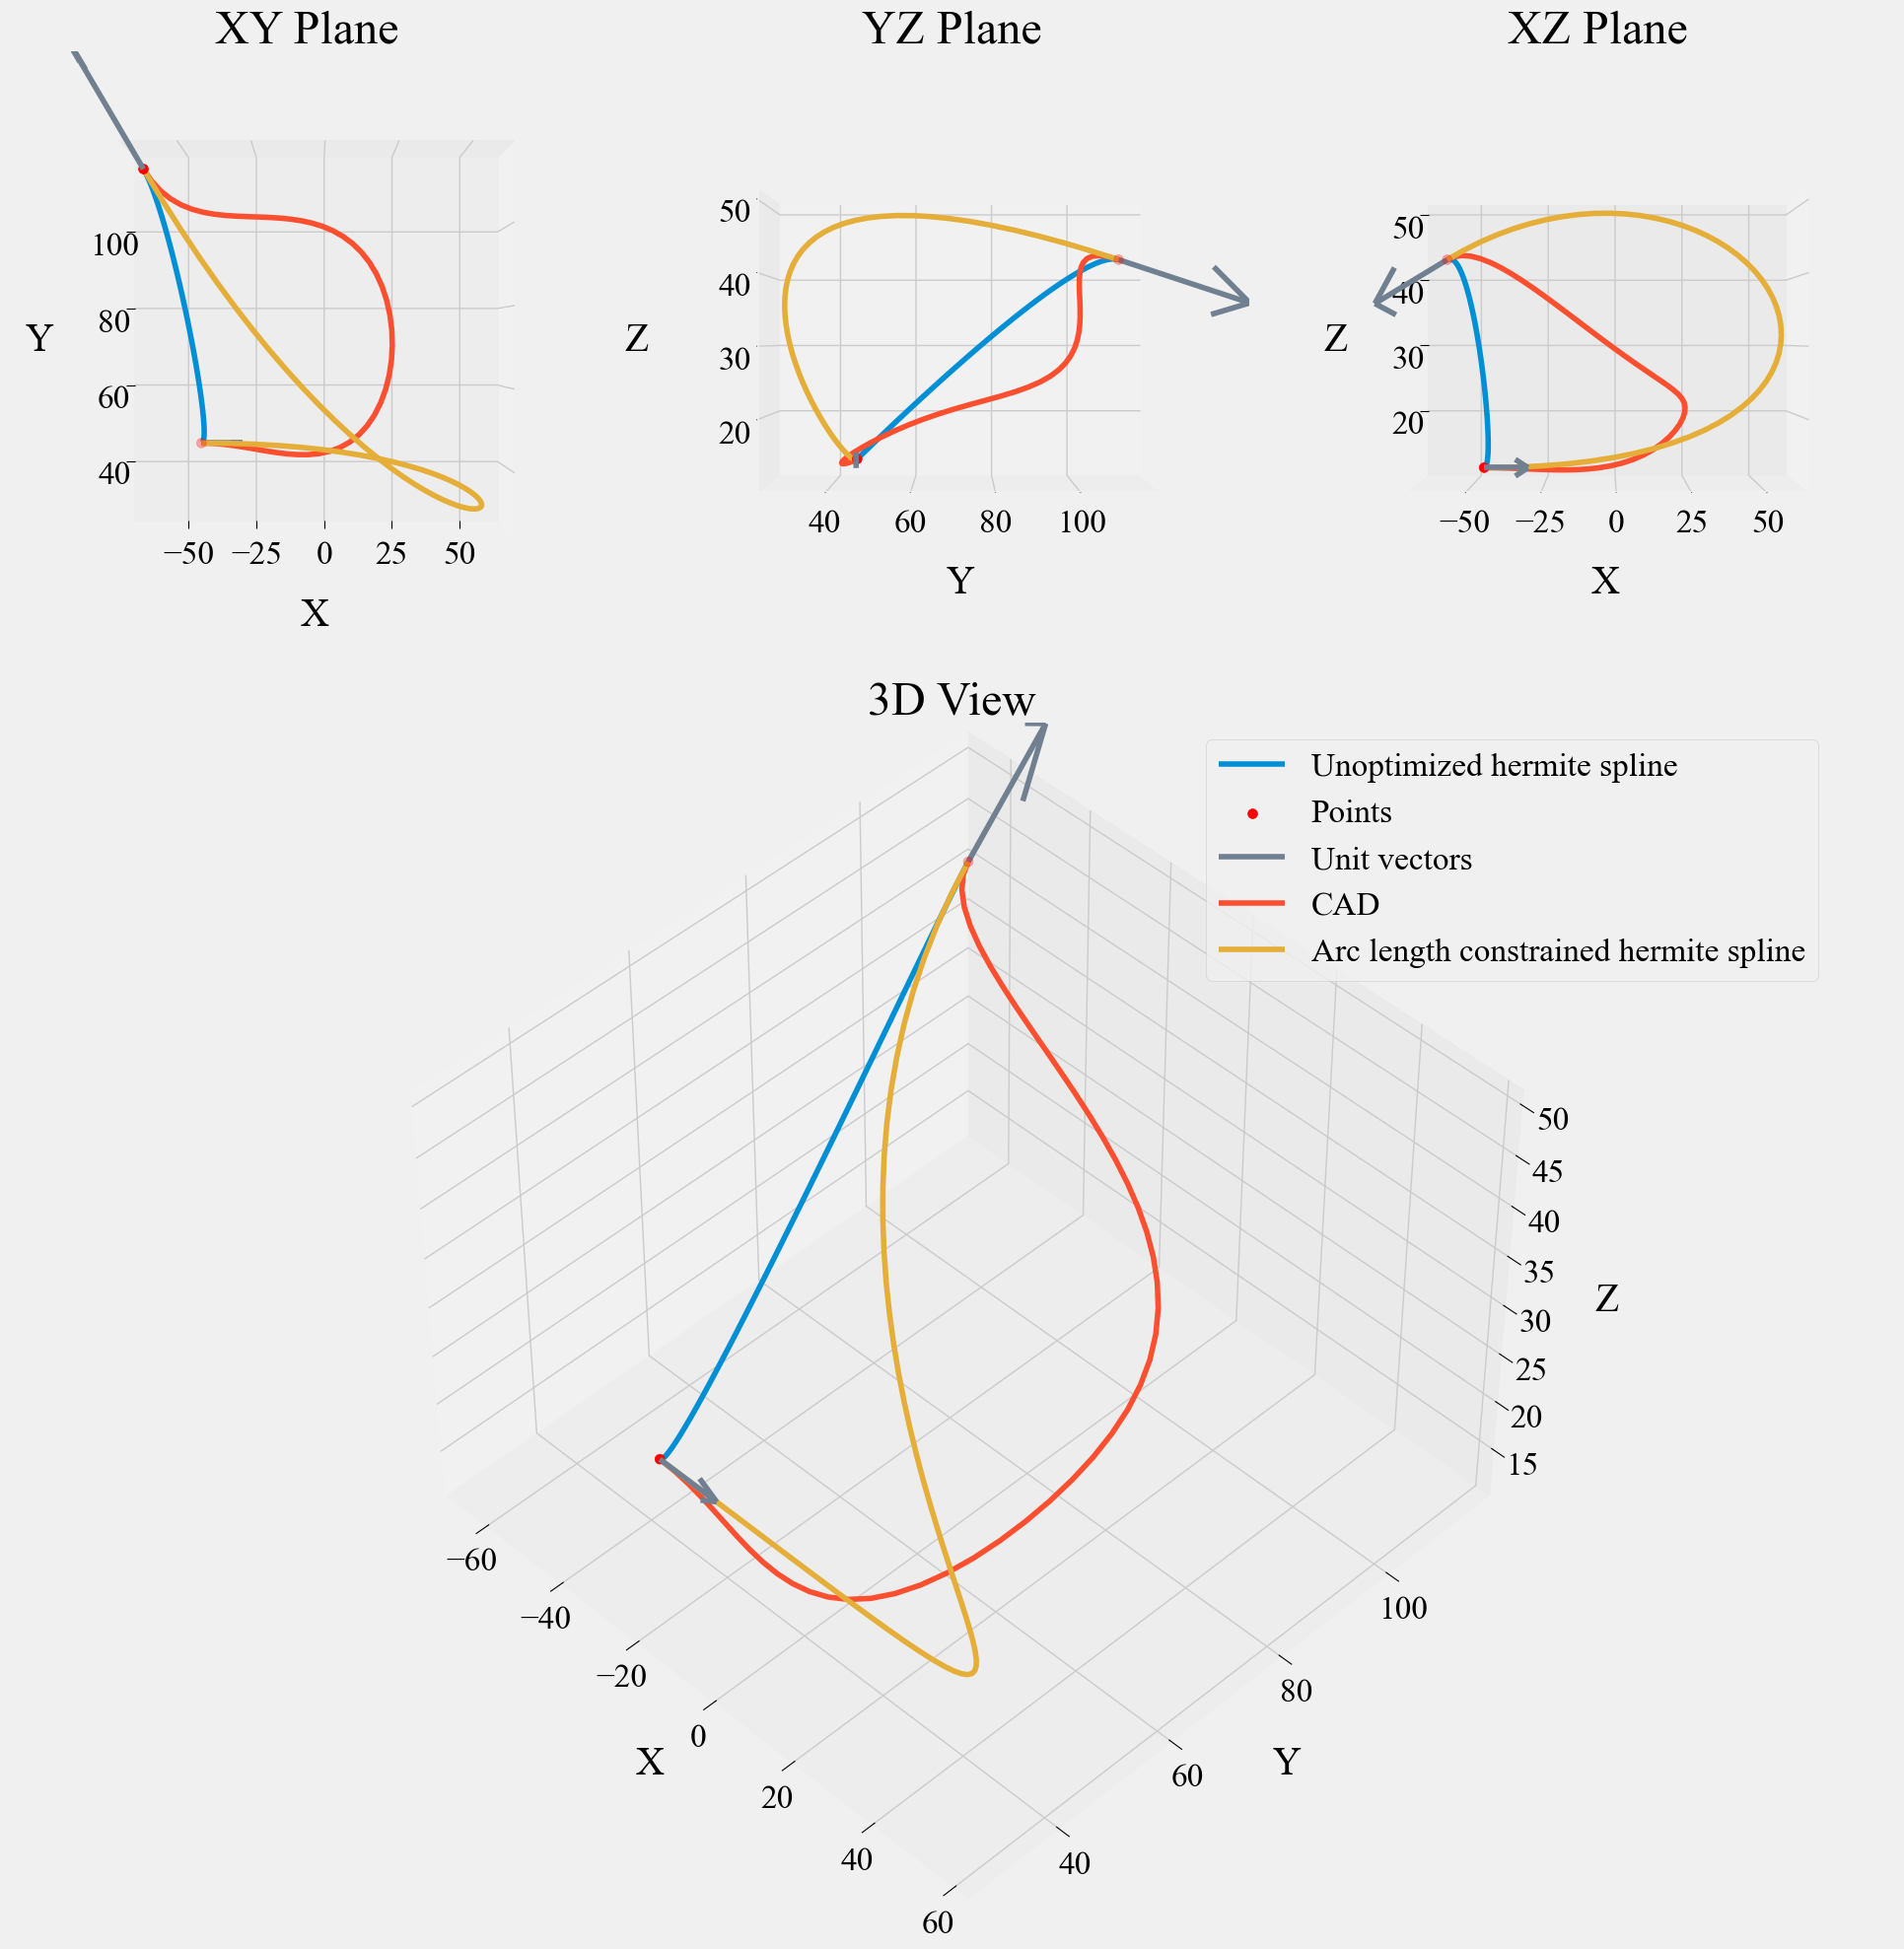 XY Plane
YZ Plane
XZ Plane
100
80
60
40
Y
−50 −25 0 25 50
X
50
40
30
20
Z
40 60 80 100
Y
50
40
30
20
Z
−50 −25 0 25 50
X
3D View
Unoptimized hermite spline
Points
Unit vectors
CAD
Arc length constrained hermite spline
50
45
40
35
30
25
20
15
Z
−60
−40
−20
0
20
40
60
X
100
80
60
40
Y